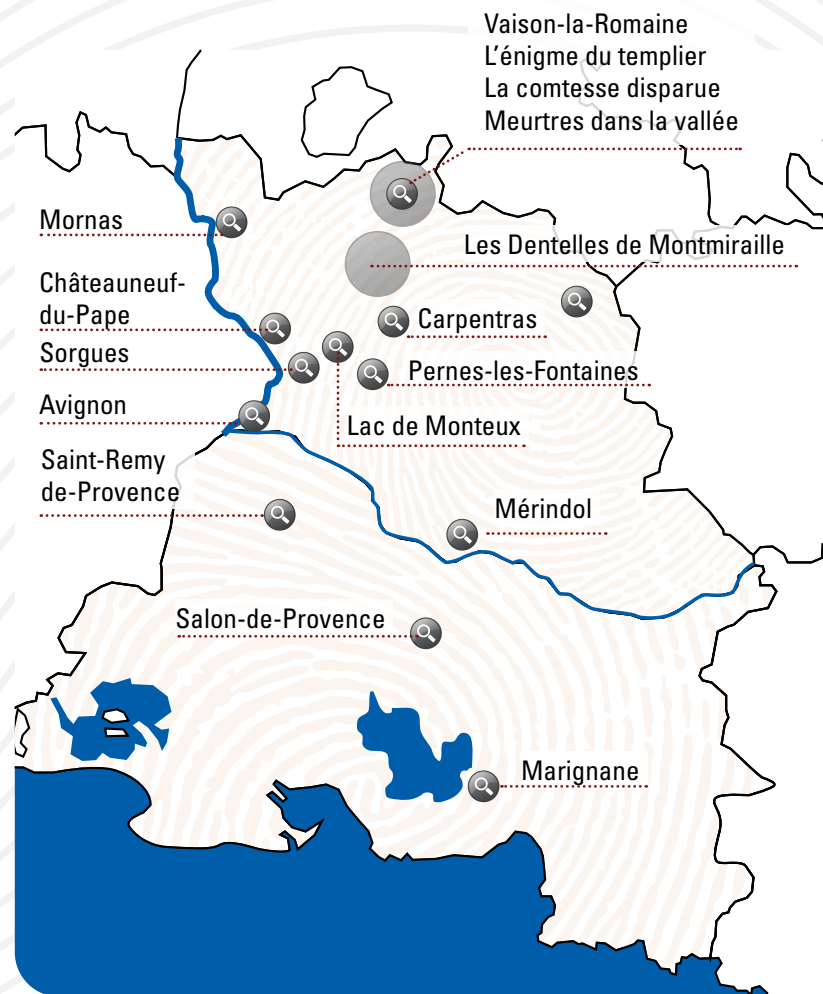 Vaison-la-Romaine
L'énigme du templier
La comtesse disparue
Meurtres dans la vallée
Mornas
Les Dentelles de Montmiraille
Châteauneuf-
du-Pape
Carpentras
Sorgues
Pernes-les-Fontaines
Avignon
Lac de Monteux
Saint-Remy
de-Provence
Mérindol
Salon-de-Provence
Marignane